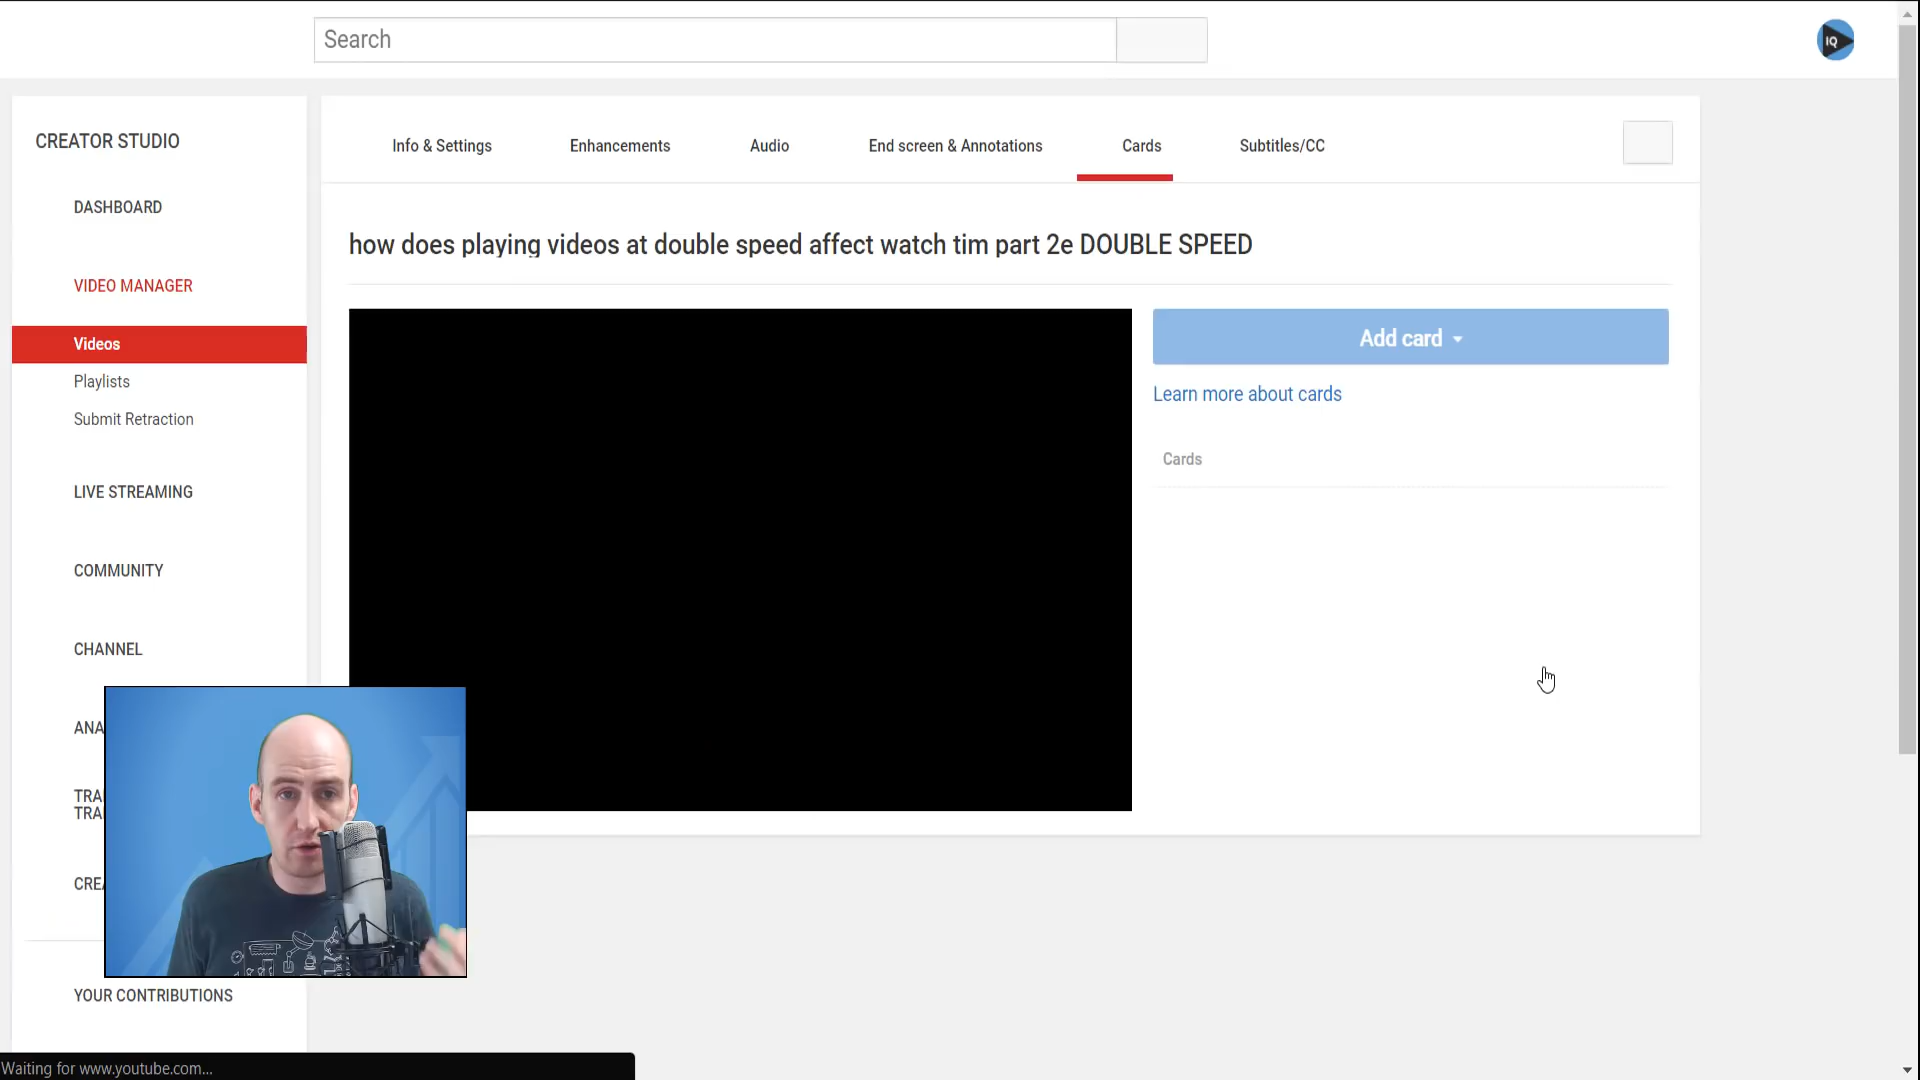 Search
IQ
CREATOR STUDIO
DASHBOARD
VIDEO MANAGER
Videos
Playlists
Submit Retraction
LIVE STREAMING
COMMUNITY
CHANNEL
ANA
TRA
TRA
CREA
YOUR CONTRIBUTIONS
Info & Settings
Enhancements
Audio
End screen & Annotations
Cards
Subtitles/CC
how does playing videos at double speed affect watch tim part 2e DOUBLE SPEED
Add card
Learn more about cards
Cards
Waiting for www.youtube.com...